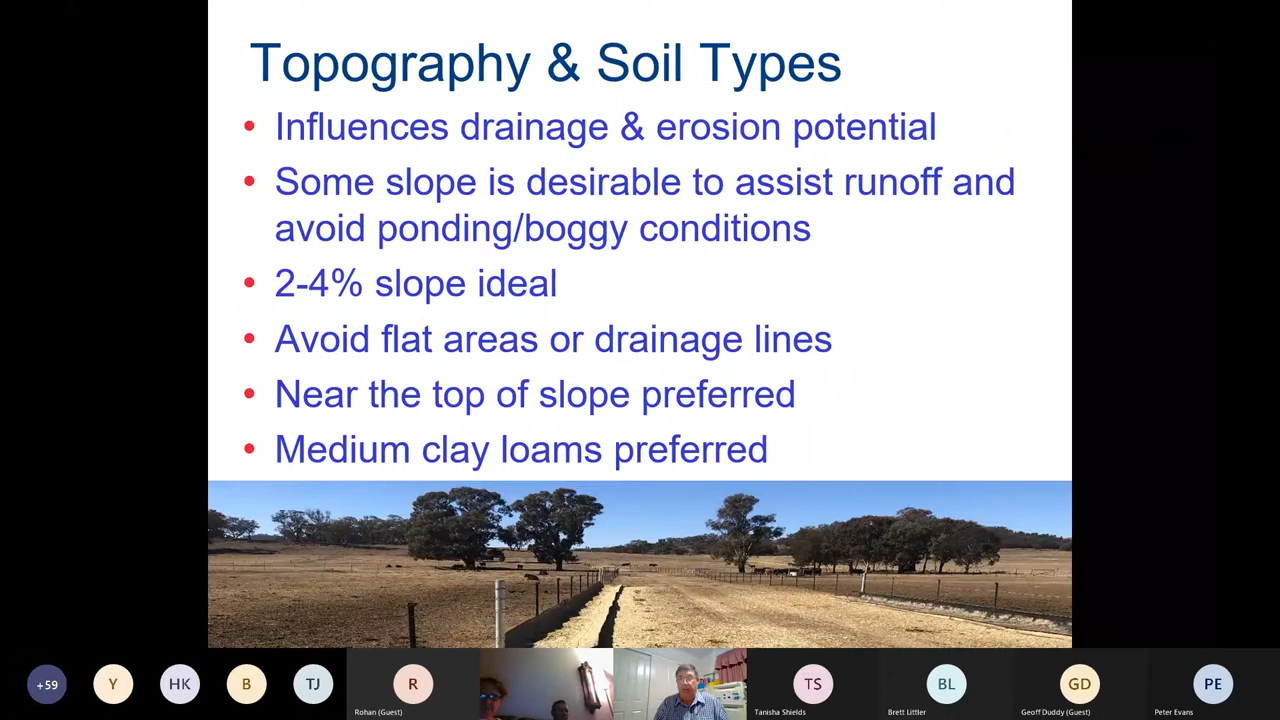 Topography & Soil Types
• Influences drainage & erosion potential
• Some slope is desirable to assist runoff and
avoid ponding/boggy conditions
• 2-4% slope ideal
• Avoid flat areas or drainage lines
• Near the top of slope preferred
• Medium clay loams preferred
+59
Y
HK
B
TJ
R
TS
BL
GD
PE
Rohan (Guest)
Tanisha Shields
Brett Littler
Geoff Duddy (Guest)
Peter Evans